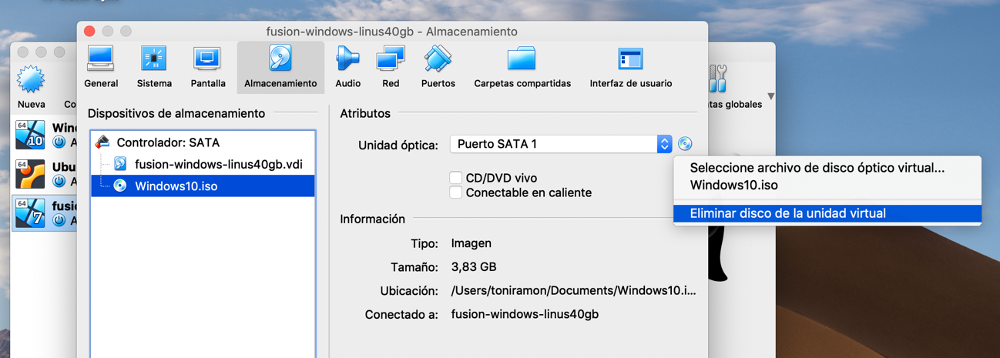 fusion-windows-linus40gb - Almacenamiento
General
Sistema
Pantalla
Almacenamiento
Audio
Red
Puertos
Carpetas compartidas
Interfaz de usuario
Nueva
Co
tas globales
64
10
Win
A
64
Ubu
A
64
7
fusi
A
Dispositivos de almacenamiento
Controlador: SATA
fusion-windows-linus40gb.vdi
Windows10.iso
Atributos
Unidad óptica: Puerto SATA 1
CD/DVD vivo
Conectable en caliente
Información
Tipo: Imagen
Tamaño: 3,83 GB
Ubicación: /Users/toniramon/Documents/Windows10.i...
Conectado a: fusion-windows-linus40gb
Seleccione archivo de disco óptico virtual...
Windows10.iso
Eliminar disco de la unidad virtual